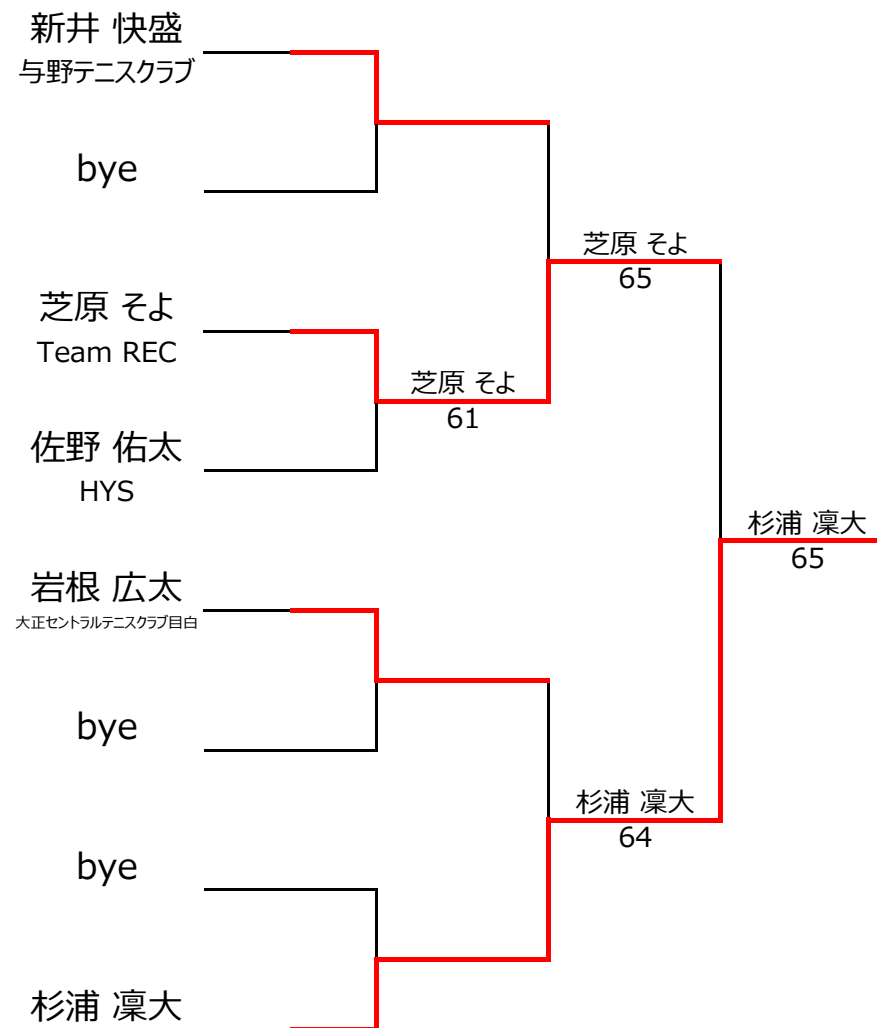 新井 快盛
与野テニスクラブ
bye
芝原 そよ
65
芝原 そよ
Team REC
芝原 そよ
61
佐野 佑太
HYS
杉浦 凜大
65
岩根 広太
大正セントラルテニスクラブ目白
bye
杉浦 凜大
64
bye
杉浦 凜大